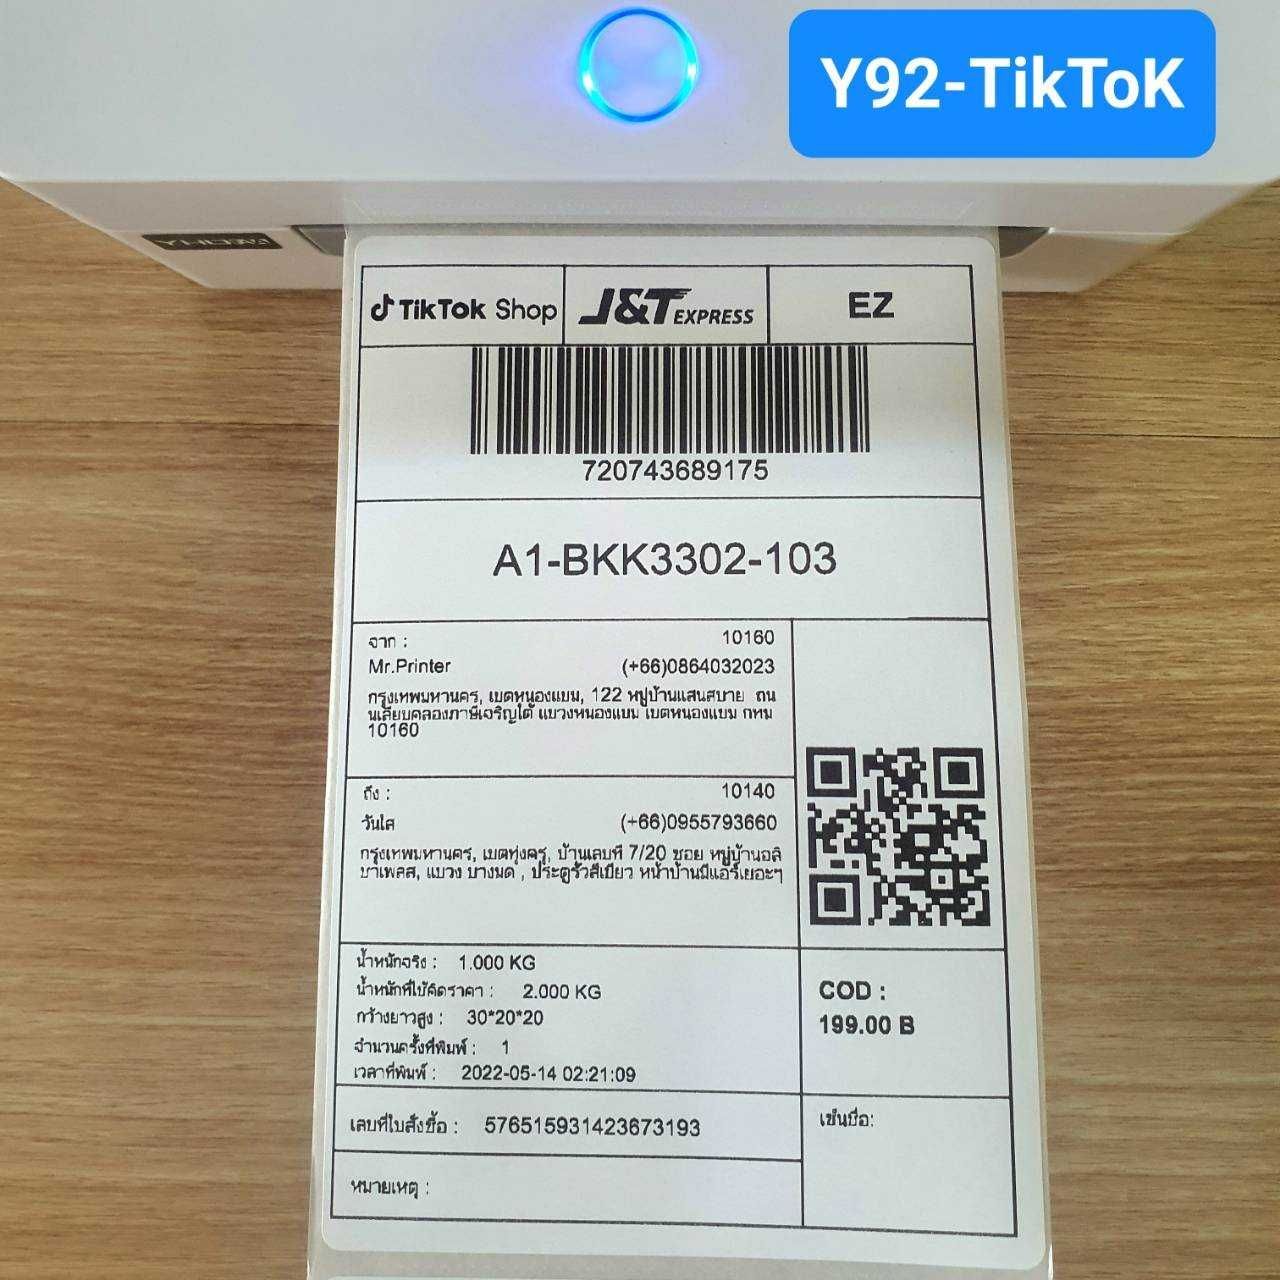 Y92-TikToK
TikTok Shop
J&T EXPRESS
EZ
720743689175
A1-BKK3302-103
จาก : 10160
Mr.Printer (+66)0864032023
กรุงเทพมหานคร, เขตหนองแขม, 122 หมู่บ้านแสนสบาย ถน
นเลียบคลองภาษีเจริญใต้ แขวงหนองแขม เขตหนองแขม กทม
10160
ถึง : 10140
วันใส (+66)0955793660
กรุงเทพมหานคร, เขตทุ่งครุ, บ้านเลขที่ 7/20 ซอย หมู่บ้านอลิ
ชาเพลส, แขวง บางมด , ประตูรั้วสีเขียว หน้าบ้านมีแอร์เยอะๆ
น้ำหนักจริง : 1.000 KG
น้ำหนักที่ใช้คิดราคา : 2.000 KG
กว้างยาวสูง : 30*20*20
จำนวนครั้งที่พิมพ์ : 1
เวลาที่พิมพ์ : 2022-05-14 02:21:09
COD :
199.00 B
เลขที่ใบสั่งซื้อ : 576515931423673193
เซ็นชื่อ:
หมายเหตุ :